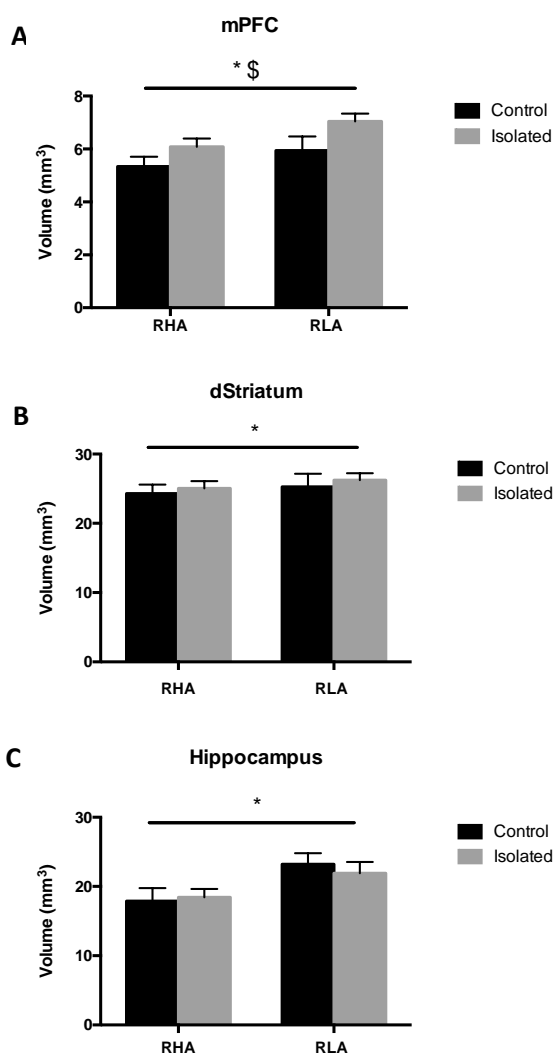 A
mPFC
* $
8
6
4
2
0
Volume (mm³)
RHA
RLA
Control
Isolated
B
dStriatum
*
30
20
10
0
Volume (mm³)
RHA
RLA
Control
Isolated
C
Hippocampus
*
30
20
10
0
Volume (mm³)
RHA
RLA
Control
Isolated